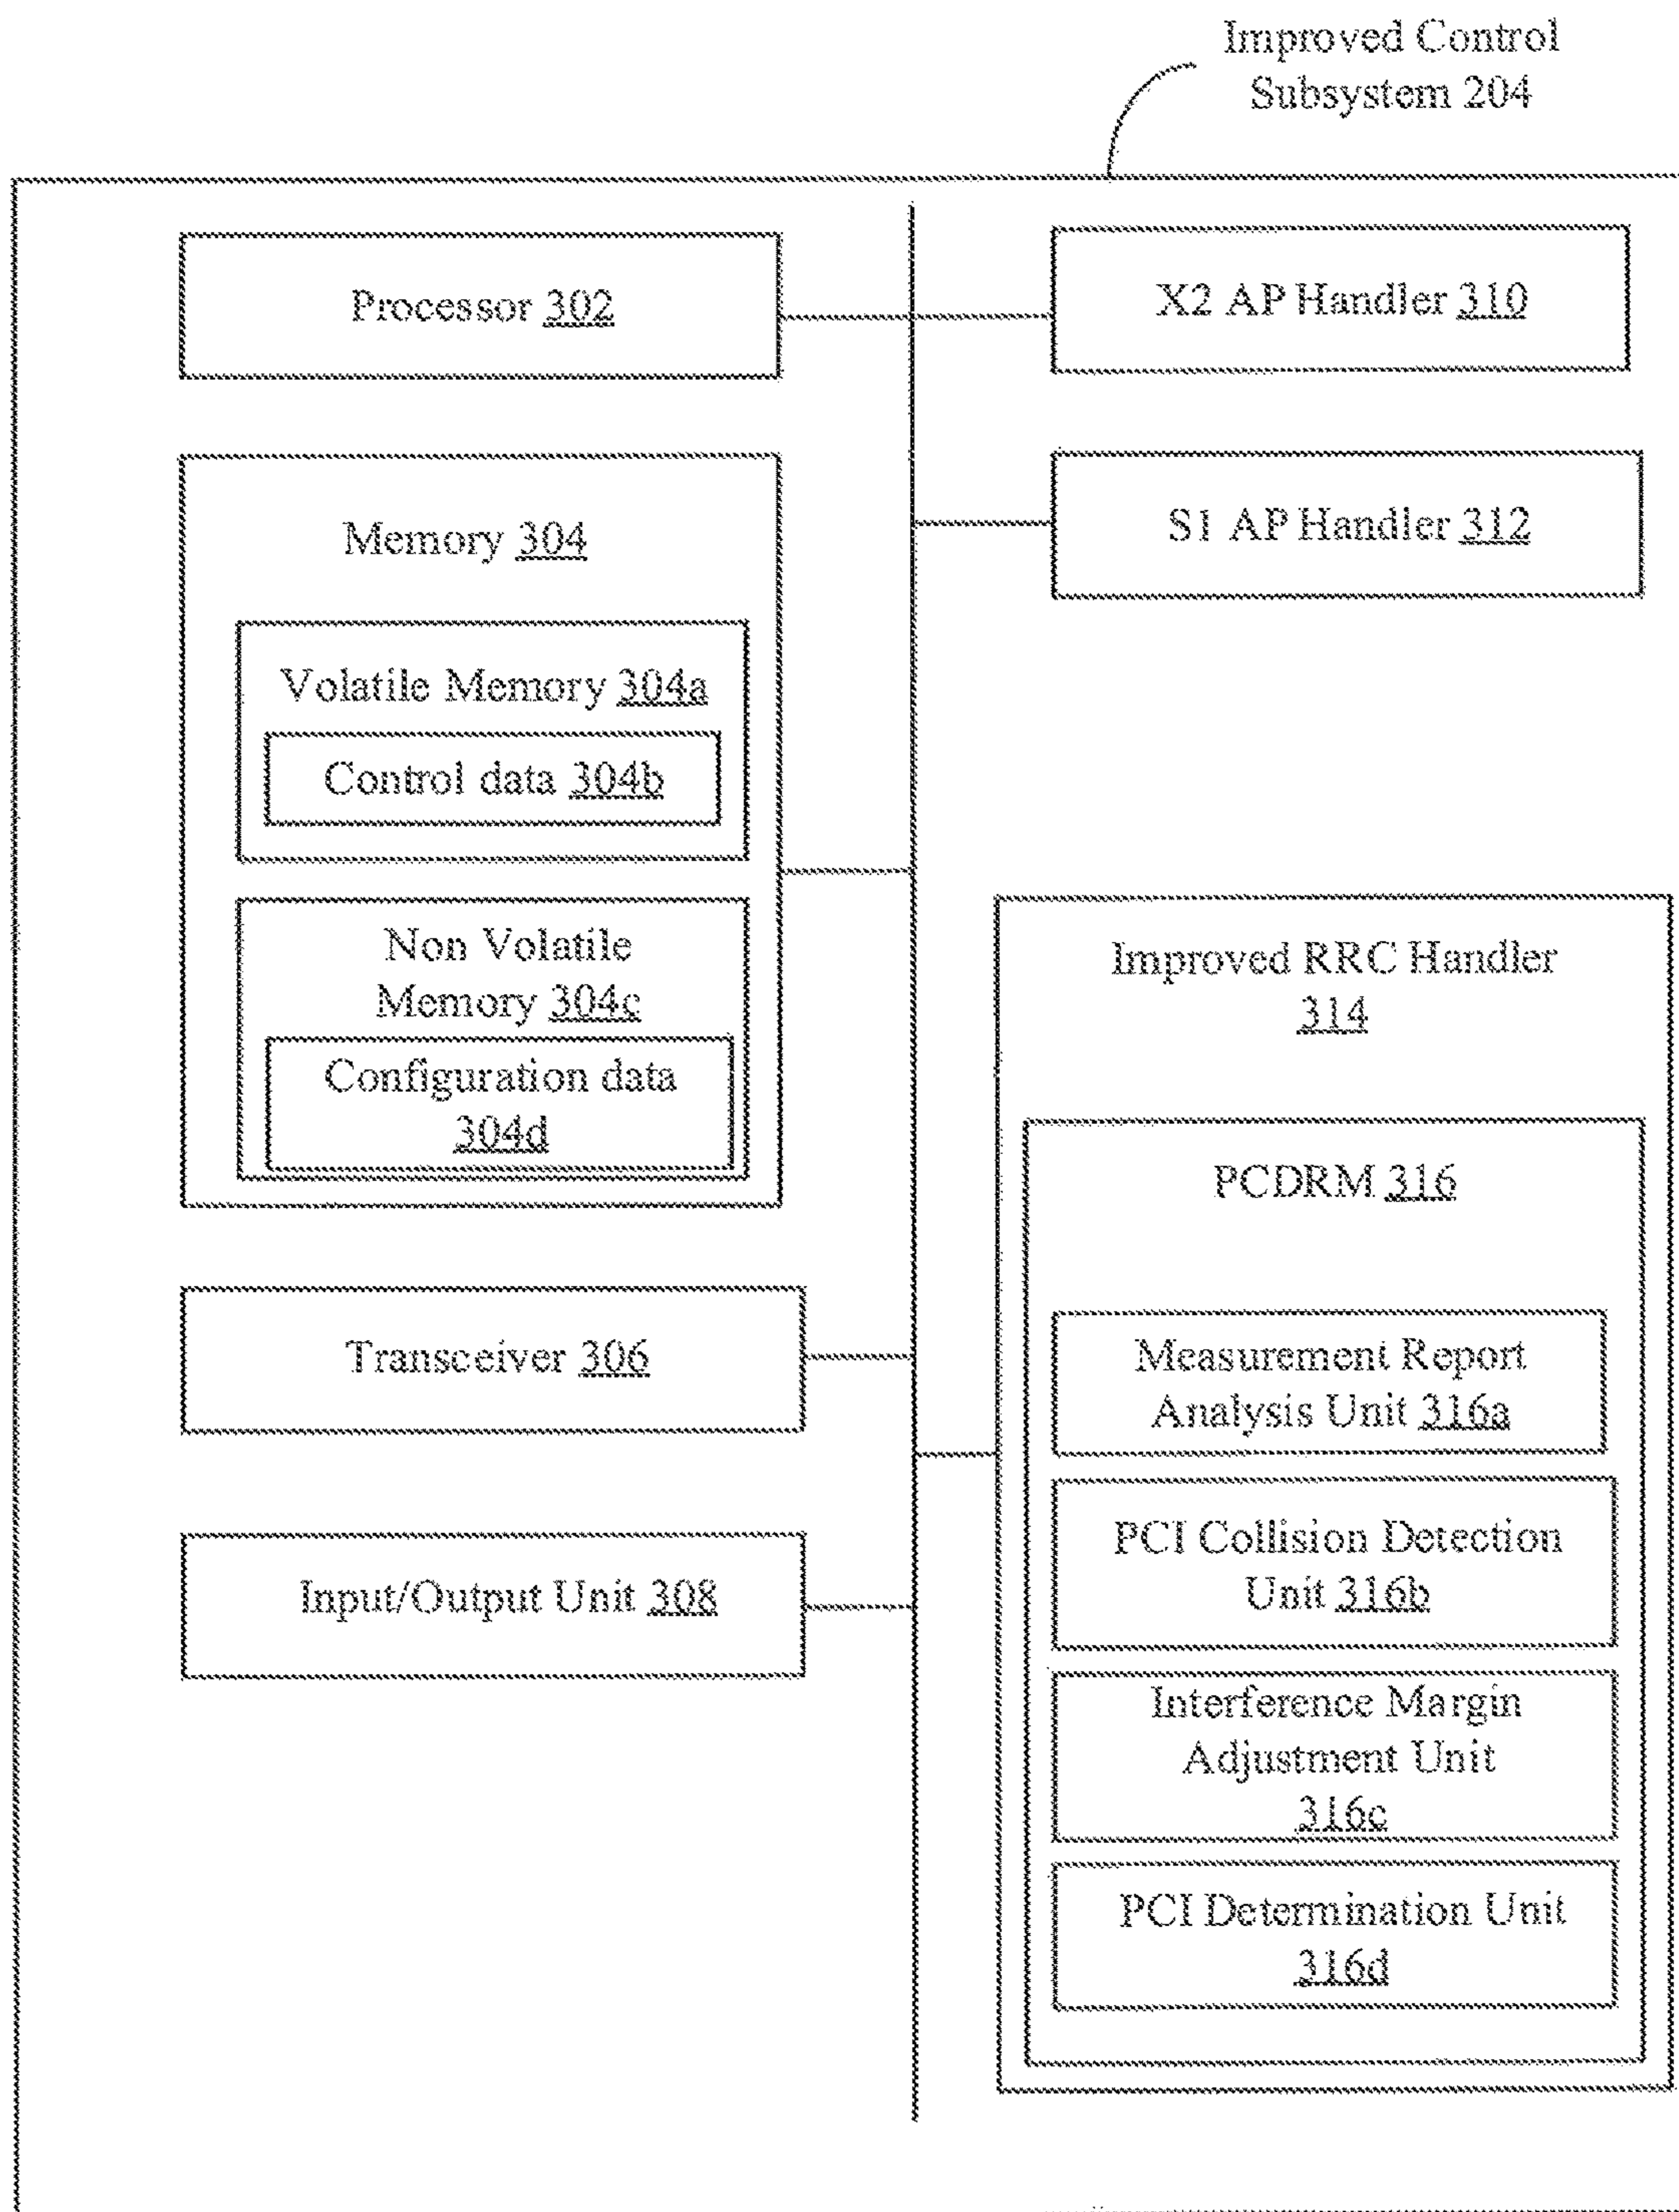 Improved Control
Subsystem 204
Processor 302
X2 AP Handler 310
Memory 304
S1 AP Handler 312
Volatile Memory 304a
Control data 304b
Non Volatile
Memory 304c
Configuration data
304d
Improved RRC Handler
314
PCDRM 316
Transceiver 306
Measurement Report
Analysis Unit 316a
Input/Output Unit 308
PCI Collision Detection
Unit 316b
Interference Margin
Adjustment Unit
316c
PCI Determination Unit
316d